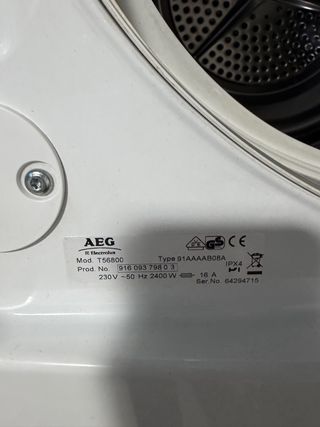 AEG
Electrolux
Mod. T56800 Type 91AAAAB08A
Prod. No. 916 093 798 0 3 IPX4
230V ~50 Hz 2400 W 16 A
Ser.No. 64294715